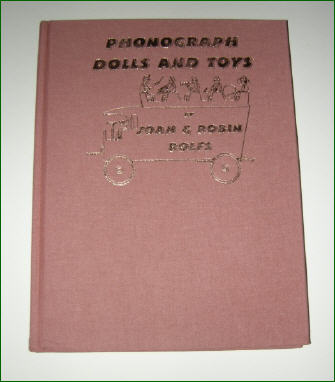 PHONOGRAPH
DOLLS AND TOYS
BY
JOAN & ROBIN
ROLFS